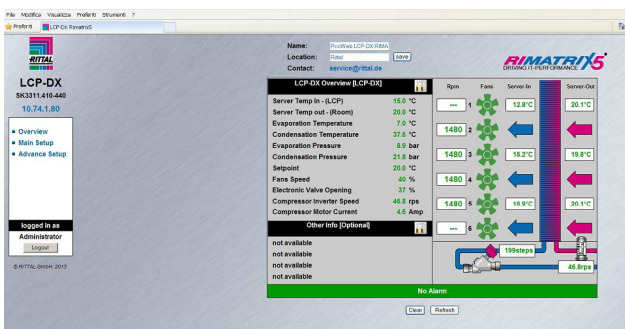 File Modifica Visualizza Preferiti Strumenti ?
Preferiti LCP-DX Rimatrix5
RITTAL
LCP-DX
SK3311.410-440
10.74.1.80
Overview
Main Setup
Advance Setup
logged in as
Administrator
Logout
© RITTAL GmbH, 2013
Name: PcoWeb LCP-DX RIMA
Location: Rittal save
Contact: service@rittal.de
RIMATRIX5
DRIVING IT-PERFORMANCE
LCP-DX Overview [LCP-DX]
Server Temp In - (LCP) 15.0 °C
Server Temp out - (Room) 20.0 °C
Evaporation Temperature 7.0 °C
Condensation Temperature 37.6 °C
Evaporation Pressure 8.9 bar
Condensation Pressure 21.8 bar
Setpoint 20.0 °C
Fans Speed 40 %
Electronic Valve Opening 37 %
Compressor Inverter Speed 46.8 rps
Compressor Motor Current 4.6 Amp
Other Info [Optional]
not available
not available
not available
not available
Rpm Fans Server-In Server-Out
--- 1 12.8°C 20.1°C
1480 2
1480 3 15.2°C 19.8°C
1480 4
1480 5 16.9°C 20.1°C
--- 6
199steps
46.8rps
No Alarm
Clear Refresh